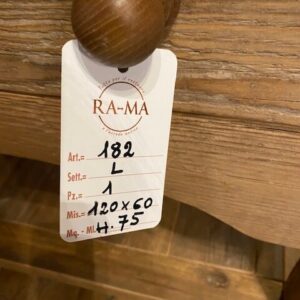 RA-MA
Art.= 182
Sett.= L
Pz.= 1
Mis.= 120x60
Mq. - Ml. H. 75